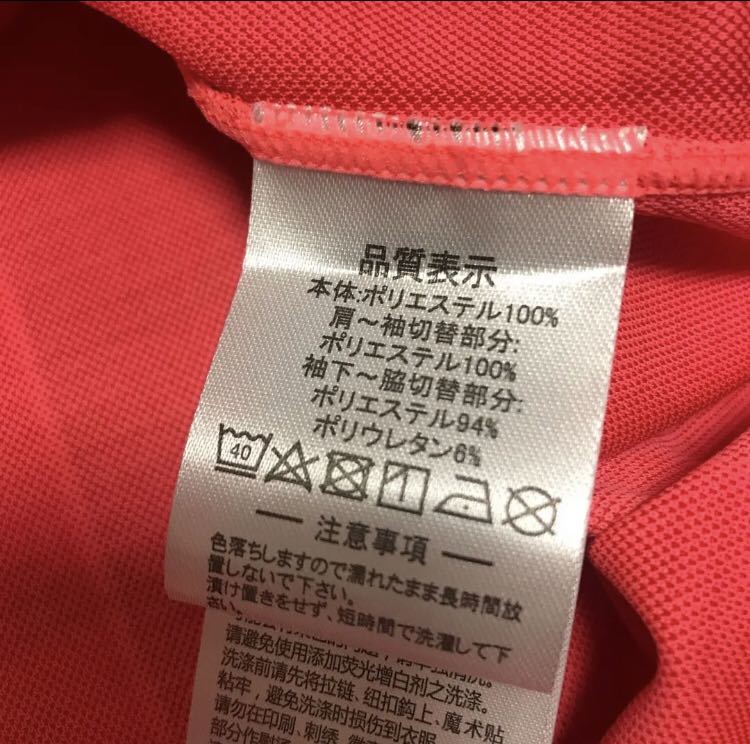 品質表示
本体:ポリエステル100%
肩～袖切替部分:
ポリエステル100%
袖下～脇切替部分:
ポリエステル94%
ポリウレタン6%
40
— 注意事項 —
色落ちしますので濡れたまま長時間放
置しないで下さい。
漬け置きをせず、短時間で洗濯して下
さい。
请避免使用添加荧光增白剂之洗涤.
洗涤前请先将拉链、纽扣钩上、魔术贴
粘牢，避免洗涤时损伤到衣服
请勿在印刷、刺绣、
部分